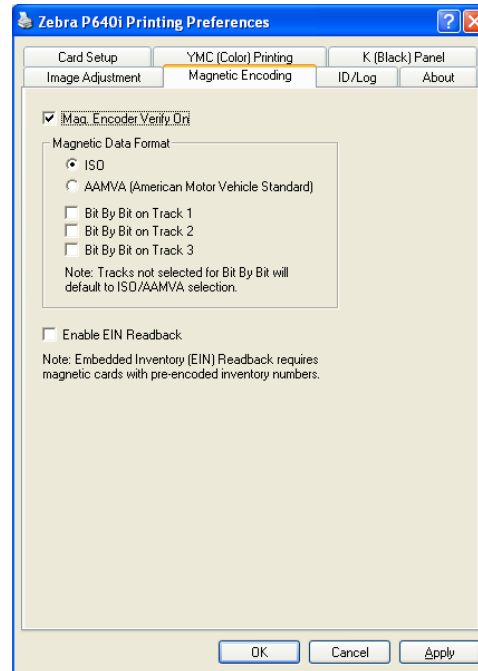 Zebra P640i Printing Preferences
Card Setup
YMC (Color) Printing
K (Black) Panel
Image Adjustment
Magnetic Encoding
ID/Log
About
Mag. Encoder Verify On
Magnetic Data Format
ISO
AAMVA (American Motor Vehicle Standard)
Bit By Bit on Track 1
Bit By Bit on Track 2
Bit By Bit on Track 3
Note: Tracks not selected for Bit By Bit will
default to ISO/AAMVA selection.
Enable EIN Readback
Note: Embedded Inventory (EIN) Readback requires
magnetic cards with pre-encoded inventory numbers.
OK
Cancel
Apply